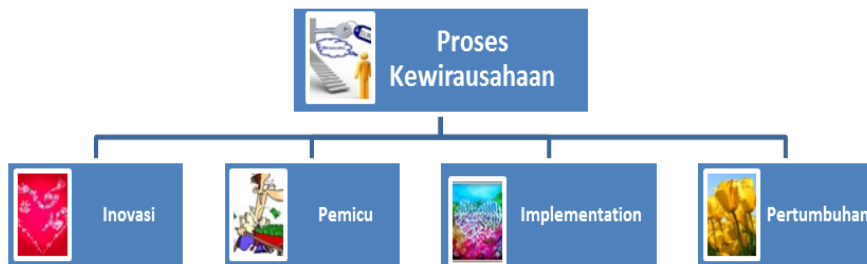 Proses
Kewirausahaan
Inovasi
Pemicu
Implementation
Pertumbuhan